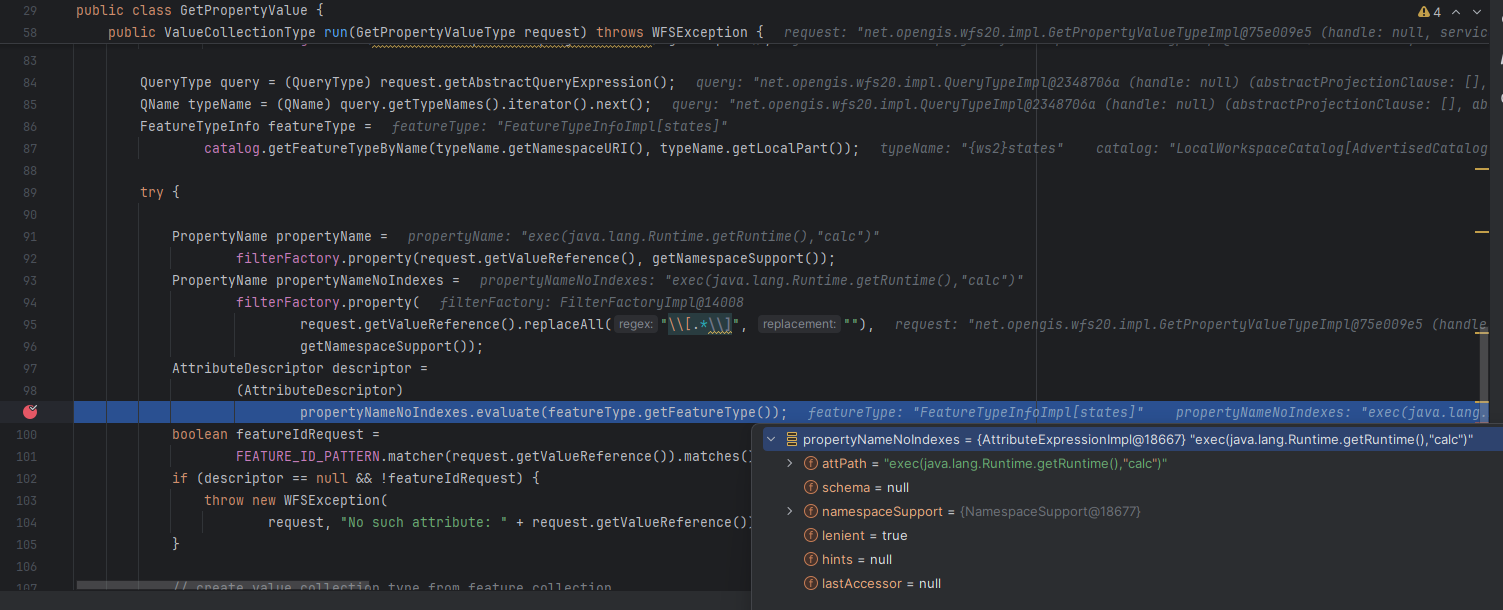 29 public class GetPropertyValue { 4
58 public ValueCollectionType run(GetPropertyValueType request) throws WFSException { request: "net.opengis.wfs20.impl.GetPropertyValueTypeImpl@75e009e5 (handle: null, servic
83
84 QueryType query = (QueryType) request.getAbstractQueryExpression(); query: "net.opengis.wfs20.impl.QueryTypeImpl@2348706a (handle: null) (abstractProjectionClause: [],
85 QName typeName = (QName) query.getTypeNames().iterator().next(); query: "net.opengis.wfs20.impl.QueryTypeImpl@2348706a (handle: null) (abstractProjectionClause: [], ab
86 FeatureTypeInfo featureType = featureType: "FeatureTypeInfoImpl[states]"
87 catalog.getFeatureTypeByName(typeName.getNamespaceURI(), typeName.getLocalPart()); typeName: "{ws2}states" catalog: "LocalWorkspaceCatalog[AdvertisedCatalog
88
89 try {
90
91 PropertyName propertyName = propertyName: "exec(java.lang.Runtime.getRuntime(),"calc")"
92 filterFactory.property(request.getValueReference(), getNamespaceSupport());
93 PropertyName propertyNameNoIndexes = propertyNameNoIndexes: "exec(java.lang.Runtime.getRuntime(),"calc")"
94 filterFactory.property( filterFactory: FilterFactoryImpl@14008
95 request.getValueReference().replaceAll( regex: "\\[.*\\]", replacement: ""), request: "net.opengis.wfs20.impl.GetPropertyValueTypeImpl@75e009e5 (handle
96 getNamespaceSupport());
97 AttributeDescriptor descriptor =
98 (AttributeDescriptor)
propertyNameNoIndexes.evaluate(featureType.getFeatureType()); featureType: "FeatureTypeInfoImpl[states]" propertyNameNoIndexes: "exec(java.lang.
100 boolean featureIdRequest =
propertyNameNoIndexes = {AttributeExpressionImpl@18667} "exec(java.lang.Runtime.getRuntime(),"calc")"
101 FEATURE_ID_PATTERN.matcher(request.getValueReference()).matches()
attPath = "exec(java.lang.Runtime.getRuntime(),"calc")"
102 if (descriptor == null && !featureIdRequest) {
schema = null
103 throw new WFSException(
namespaceSupport = {NamespaceSupport@18677}
104 request, "No such attribute: " + request.getValueReference()
lenient = true
105 }
hints = null
106
lastAccessor = null
107 // create value collection type from feature collection